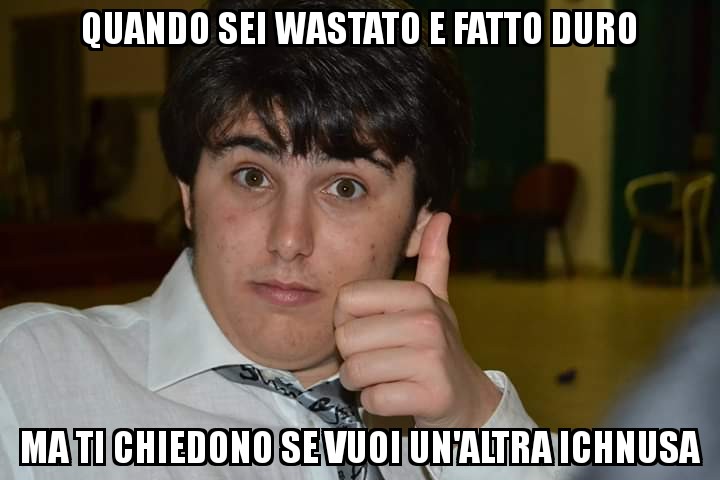 QUANDO SEI WASTATO E FATTO DURO
MA TI CHIEDONO SE VUOI UN'ALTRA ICHNUSA